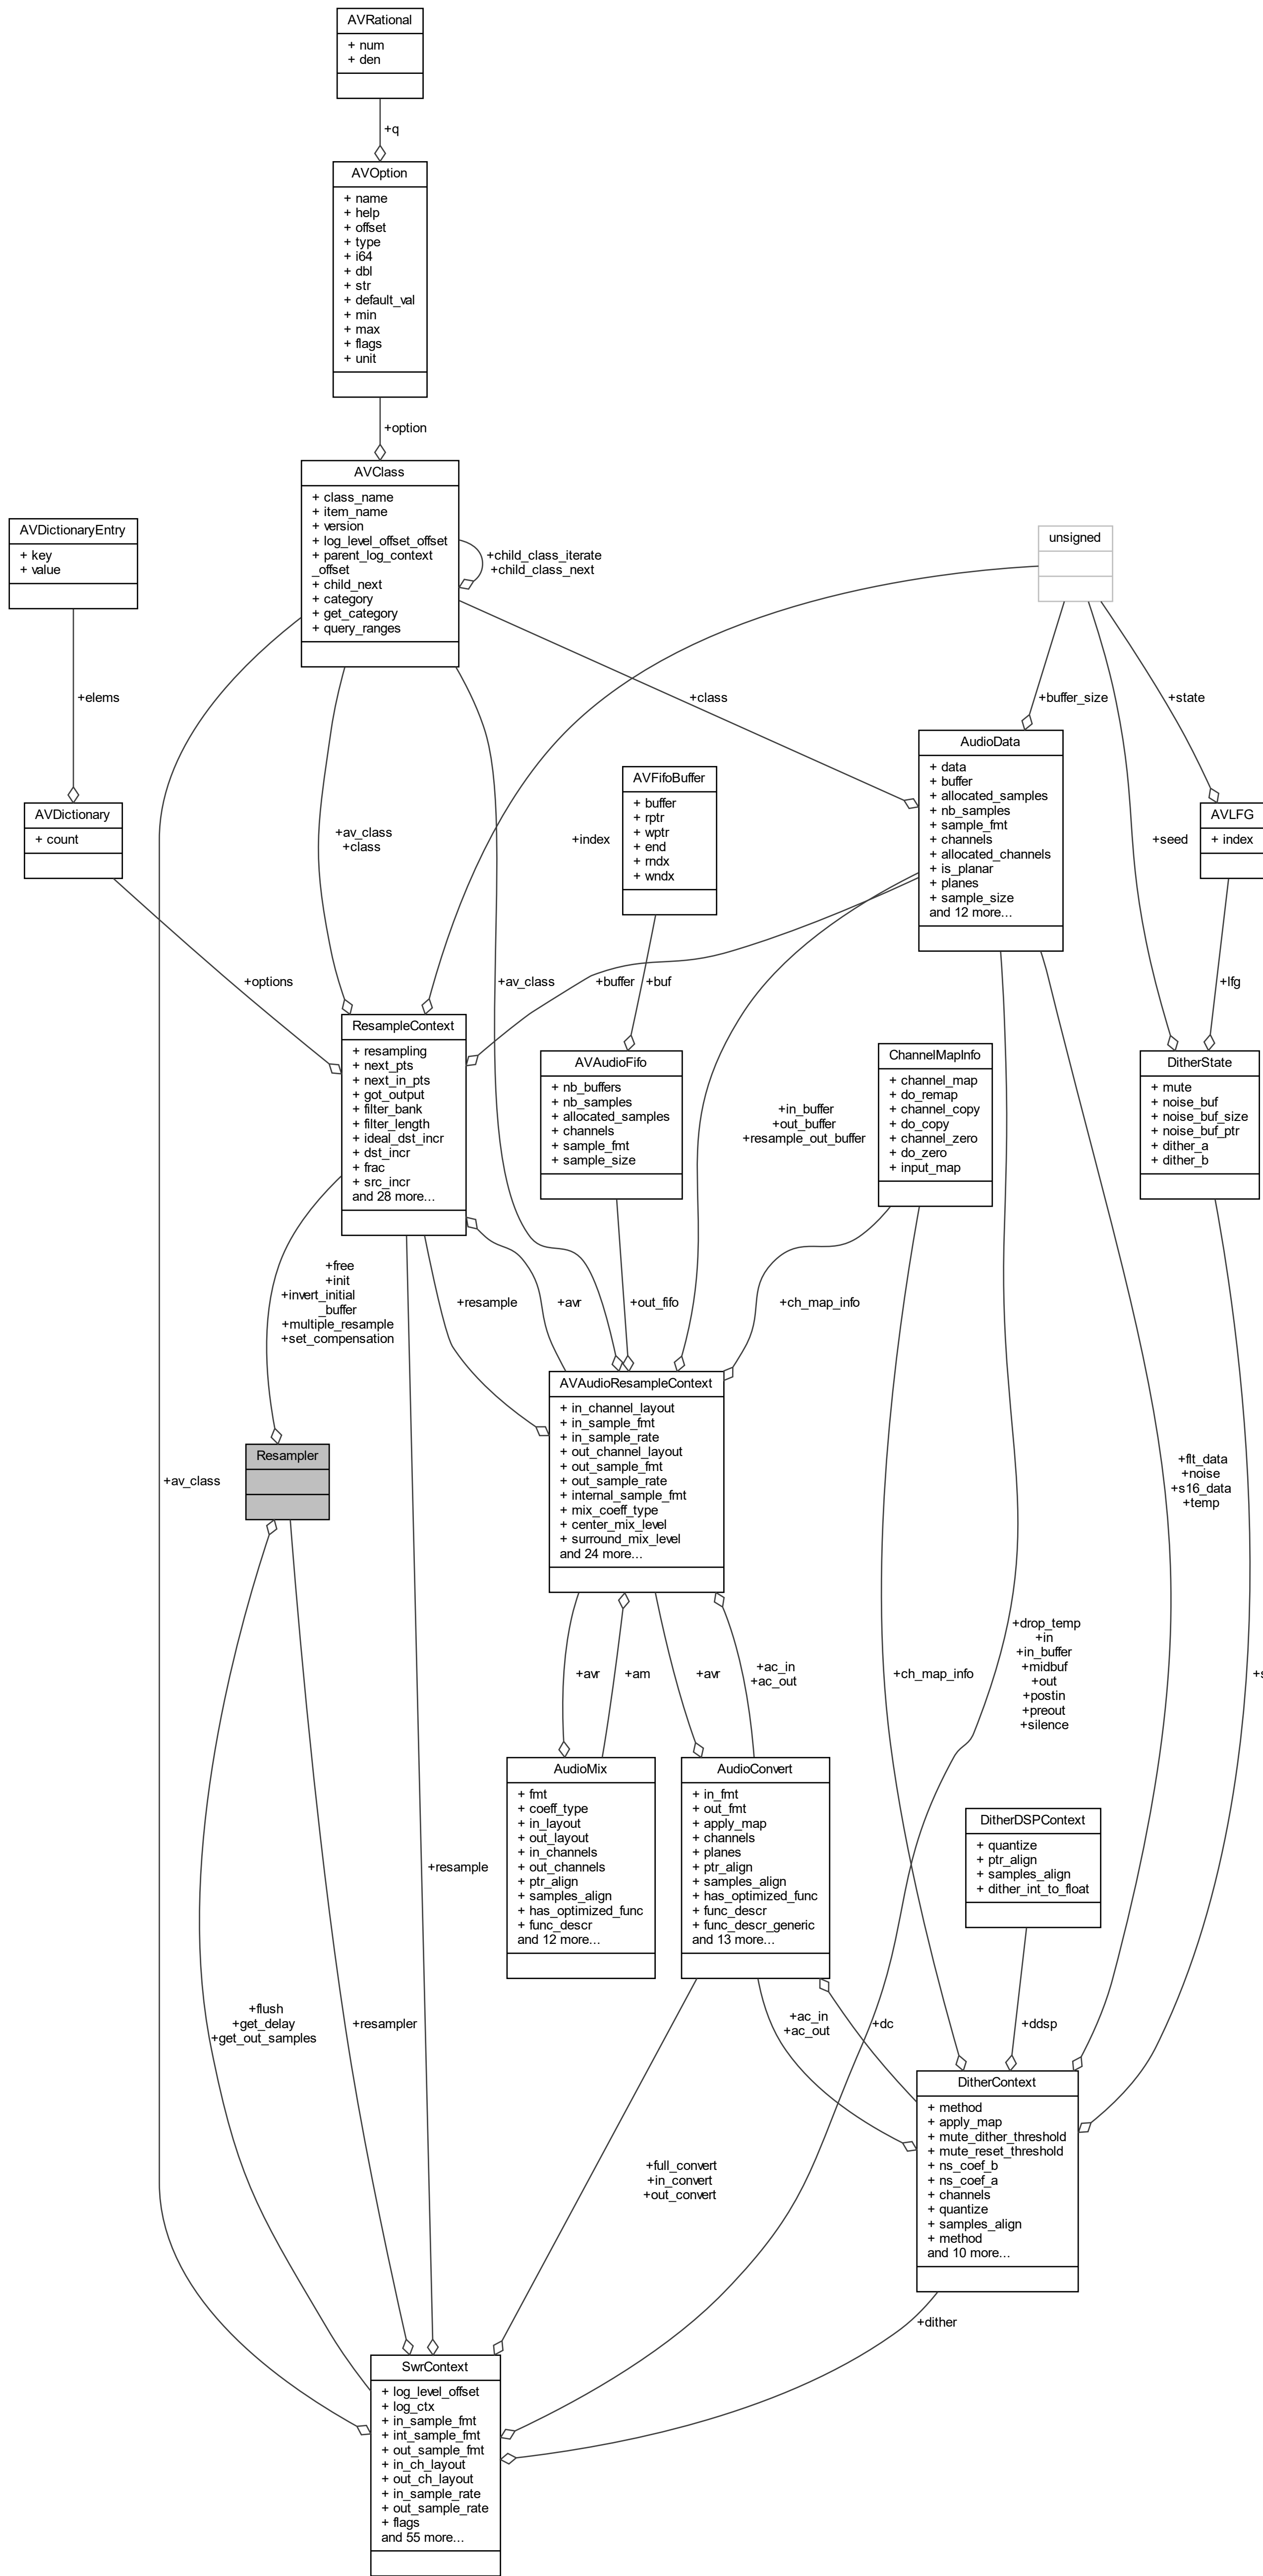 AVRational
+ num
+ den
+q
AVOption
+ name
+ help
+ offset
+ type
+ i64
+ dbl
+ str
+ default_val
+ min
+ max
+ flags
+ unit
+option
AVClass
+ class_name
+ item_name
+ version
+ log_level_offset_offset
+ parent_log_context
_offset
+ child_next
+ category
+ get_category
+ query_ranges
+child_class_iterate
+child_class_next
AVDictionaryEntry
+ key
+ value
unsigned
+elems
+class
+buffer_size
+state
AudioData
+ data
+ buffer
+ allocated_samples
+ nb_samples
+ sample_fmt
+ channels
+ allocated_channels
+ is_planar
+ planes
+ sample_size
and 12 more...
AVFifoBuffer
+ buffer
+ rptr
+ wptr
+ end
+ rndx
+ wndx
AVDictionary
+ count
+av_class
+class
+index
+seed
AVLFG
+ index
+options
+av_class
+buffer
+buf
+lfg
ResampleContext
+ resampling
+ next_pts
+ next_in_pts
+ got_output
+ filter_bank
+ filter_length
+ ideal_dst_incr
+ dst_incr
+ frac
+ src_incr
and 28 more...
AVAudioFifo
+ nb_buffers
+ nb_samples
+ allocated_samples
+ channels
+ sample_fmt
+ sample_size
+in_buffer
+out_buffer
+resample_out_buffer
ChannelMapInfo
+ channel_map
+ do_remap
+ channel_copy
+ do_copy
+ channel_zero
+ do_zero
+ input_map
DitherState
+ mute
+ noise_buf
+ noise_buf_size
+ noise_buf_ptr
+ dither_a
+ dither_b
+free
+init
+invert_initial
_buffer
+multiple_resample
+set_compensation
+resample
+avr
+out_fifo
+ch_map_info
AVAudioResampleContext
+ in_channel_layout
+ in_sample_fmt
+ in_sample_rate
+ out_channel_layout
+ out_sample_fmt
+ out_sample_rate
+ internal_sample_fmt
+ mix_coeff_type
+ center_mix_level
+ surround_mix_level
and 24 more...
Resampler
+av_class
+flt_data
+noise
+s16_data
+temp
+avr
+am
+avr
+ac_in
+ac_out
+ch_map_info
+drop_temp
+in
+in_buffer
+midbuf
+out
+postin
+preout
+silence
+s
AudioMix
+ fmt
+ coeff_type
+ in_layout
+ out_layout
+ in_channels
+ out_channels
+ ptr_align
+ samples_align
+ has_optimized_func
+ func_descr
and 12 more...
AudioConvert
+ in_fmt
+ out_fmt
+ apply_map
+ channels
+ planes
+ ptr_align
+ samples_align
+ has_optimized_func
+ func_descr
+ func_descr_generic
and 13 more...
DitherDSPContext
+ quantize
+ ptr_align
+ samples_align
+ dither_int_to_float
+resample
+flush
+get_delay
+get_out_samples
+resampler
+ac_in
+ac_out
+dc
+ddsp
DitherContext
+ method
+ apply_map
+ mute_dither_threshold
+ mute_reset_threshold
+ ns_coef_b
+ ns_coef_a
+ channels
+ quantize
+ samples_align
+ method
and 10 more...
+full_convert
+in_convert
+out_convert
+dither
SwrContext
+ log_level_offset
+ log_ctx
+ in_sample_fmt
+ int_sample_fmt
+ out_sample_fmt
+ in_ch_layout
+ out_ch_layout
+ in_sample_rate
+ out_sample_rate
+ flags
and 55 more...